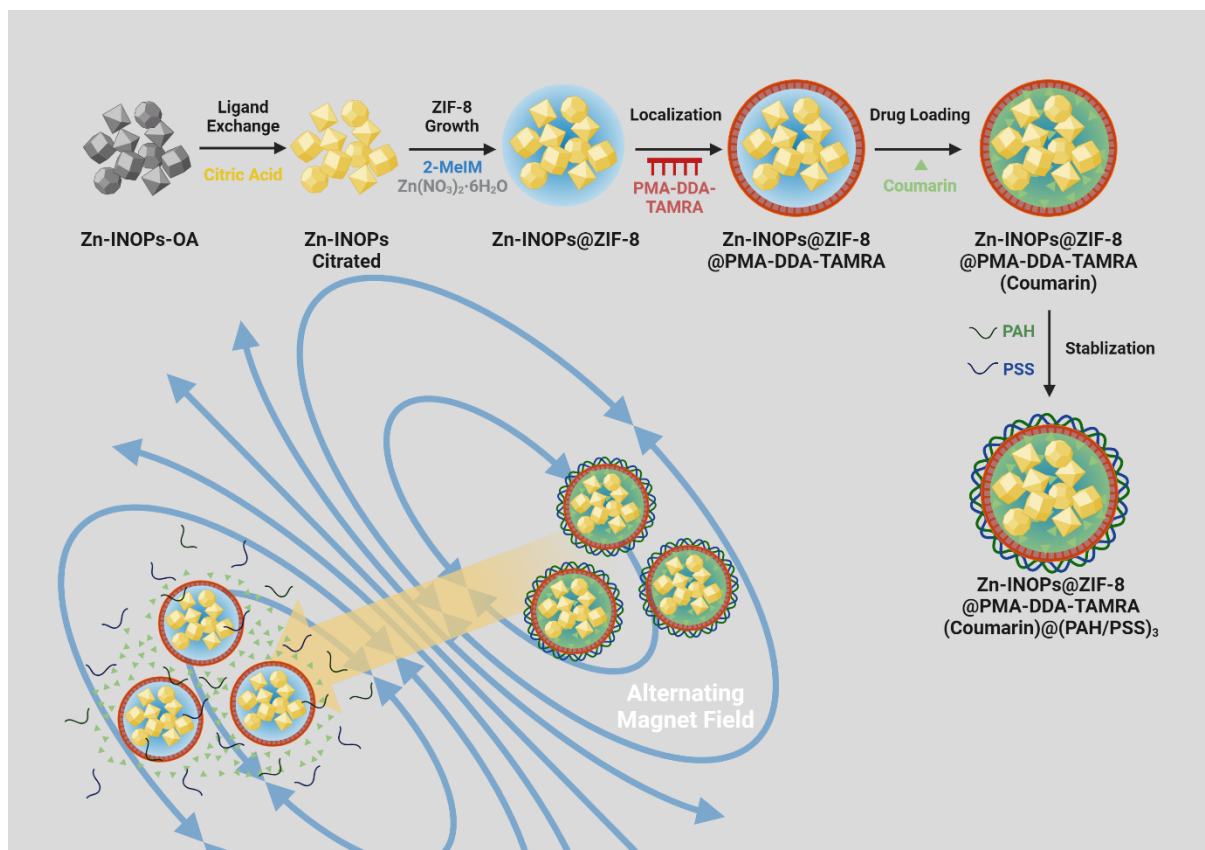 Ligand
Exchange
Citric Acid
ZIF-8
Growth
2-MeIM
Zn(NO₃)₂·6H₂O
Localization
PMA-DDA-
TAMRA
Drug Loading
Coumarin
Zn-INOPs-OA
Zn-INOPs
Citrated
Zn-INOPs@ZIF-8
Zn-INOPs@ZIF-8
@PMA-DDA-TAMRA
Zn-INOPs@ZIF-8
@PMA-DDA-TAMRA
(Coumarin)
PAH
PSS
Stablization
Zn-INOPs@ZIF-8
@PMA-DDA-TAMRA
(Coumarin)@(PAH/PSS)₃
Alternating
Magnet Field